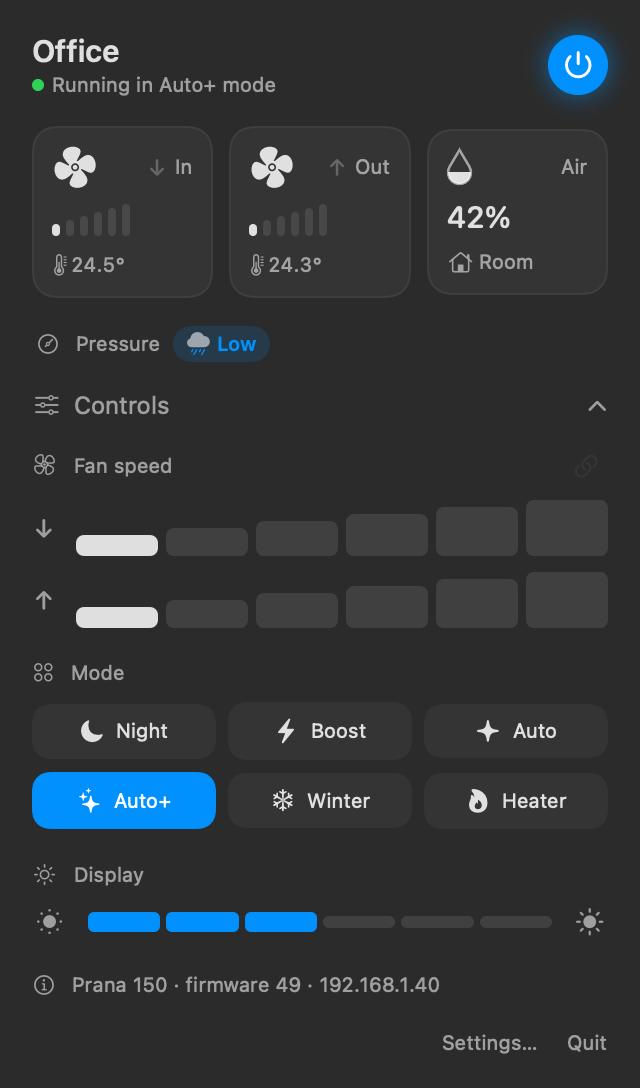 Office
Running in Auto+ mode
In
24.5°
Out
24.3°
Air
42%
Room
Pressure Low
Controls
Fan speed
Mode
Night Boost Auto
Auto+ Winter Heater
Display
Prana 150 · firmware 49 · 192.168.1.40
Settings... Quit